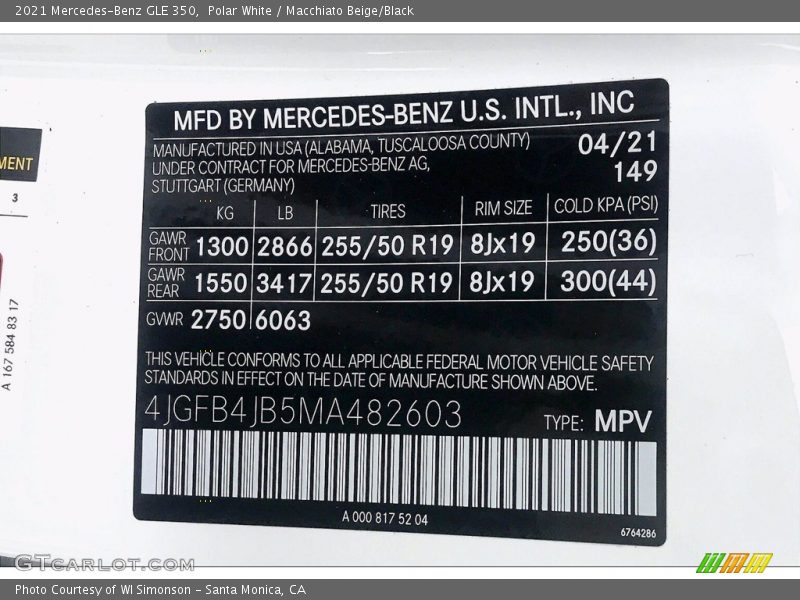 2021 Mercedes-Benz GLE 350,  Polar White / Macchiato Beige/Black
MENT
3
A 167 584 83 17
MFD BY MERCEDES-BENZ U.S. INTL., INC
MANUFACTURED IN USA (ALABAMA, TUSCALOOSA COUNTY)
UNDER CONTRACT FOR MERCEDES-BENZ AG,
STUTTGART (GERMANY)
04/21
149
KG LB TIRES RIM SIZE COLD KPA (PSI)
GAWR FRONT 1300 2866 255/50 R19 8Jx19 250(36)
GAWR REAR 1550 3417 255/50 R19 8Jx19 300(44)
GVWR 2750 6063
THIS VEHICLE CONFORMS TO ALL APPLICABLE FEDERAL MOTOR VEHICLE SAFETY
STANDARDS IN EFFECT ON THE DATE OF MANUFACTURE SHOWN ABOVE.
4JGFB4JB5MA482603
TYPE: MPV
A 000 817 52 04
6764286
GTcarlot.com
Photo Courtesy of WI Simonson - Santa Monica, CA